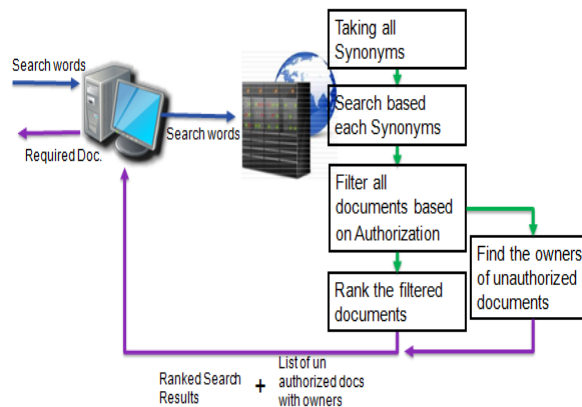 Taking all
Synonyms
Search words
Search words
Required Doc.
Search based
each Synonyms
Filter all
documents based
on Authorization
Find the owners
of unauthorized
documents
Rank the filtered
documents
Ranked Search
Results
+
List of un
authorized docs
with owners